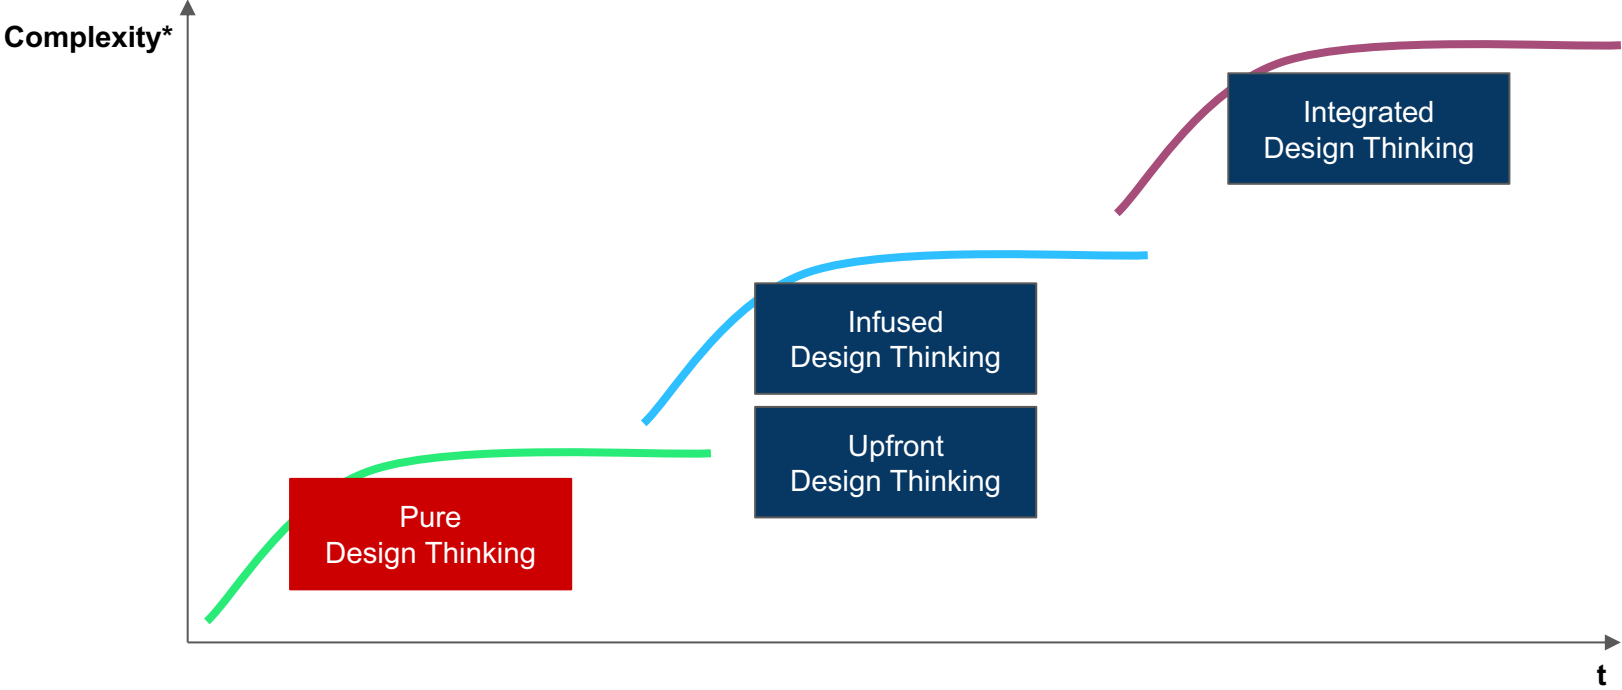 Complexity*
Integrated
Design Thinking
Infused
Design Thinking
Upfront
Design Thinking
Pure
Design Thinking
t